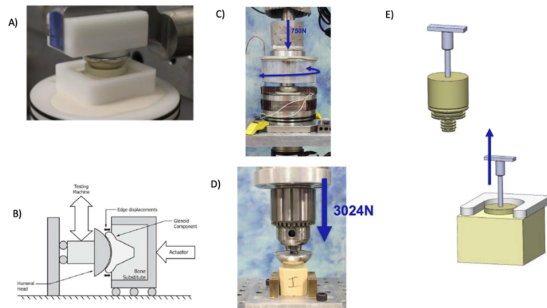 A)
B)
Testing
Machine
Edge displacements
Glenoid
Component
Actuator
Bone
Substitute
Humeral
Head
C)
750N
D)
3024N
I
E)